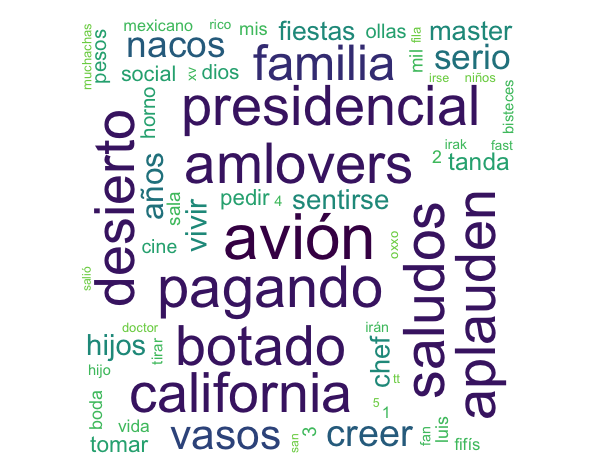 muchachas
pesos
mexicano
rico
mis
fiestas
ollas
fila
master
nacos
familia
mil
serio
social
xv
dios
irse
niños
bisteces
horno
presidencial
desierto
años
amlovers
irak
fast
2
tanda
sala
vivir
pedir
4
sentirse
cine
avión
oxxo
saludos
aplauden
salió
pagando
doctor
tirar
botado
irán
chef
tt
hijos
hijo
california
5
1
boda
vida
tomar
vasos
san
3
creer
fan
luis
fifís